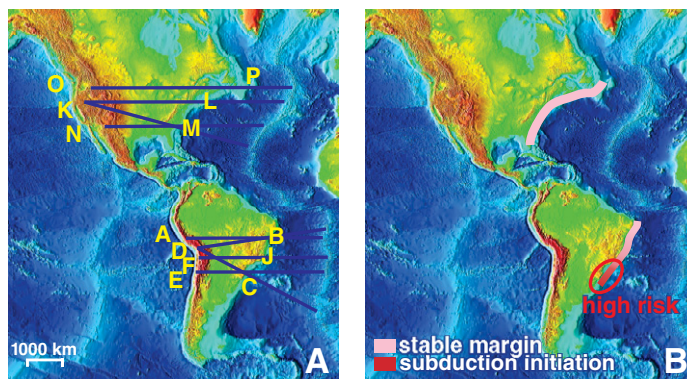 O
P
K
L
N
M
A
B
D
J
F
E
C
1000 km
A
high risk
stable margin
subduction initiation
B